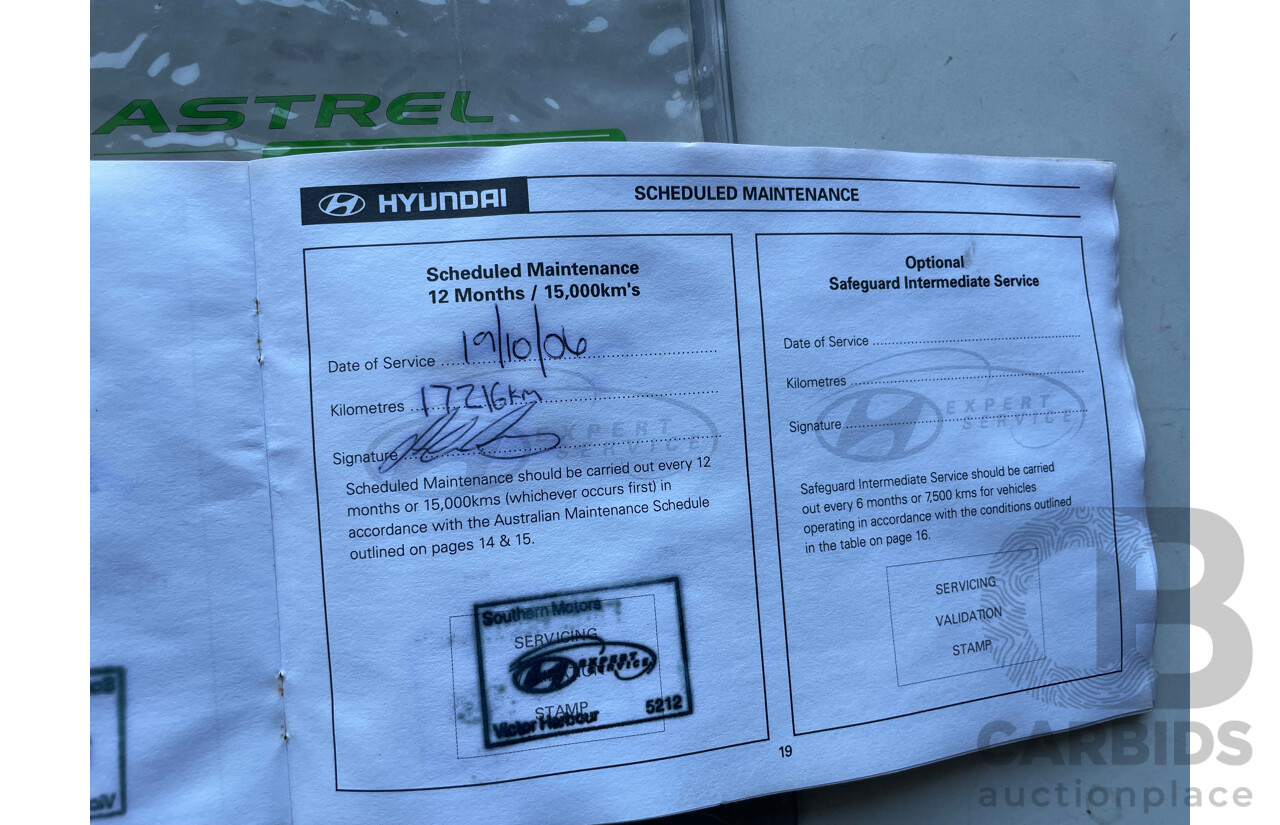 ASTREL
HYUNDAI
SCHEDULED MAINTENANCE
Scheduled Maintenance
12 Months / 15,000km's
Date of Service 19/10/06
Kilometres 17216km
Signature
EXPERT
SERVICE
Scheduled Maintenance should be carried out every 12
months or 15,000kms (whichever occurs first) in
accordance with the Australian Maintenance Schedule
outlined on pages 14 & 15.
Southern Motors
SERVICING
EXPERT
SERVICE
STAMP
Victor Harbour 5212
Optional
Safeguard Intermediate Service
Date of Service
Kilometres
Signature
EXPERT
SERVICE
Safeguard Intermediate Service should be carried
out every 6 months or 7,500 kms for vehicles
operating in accordance with the conditions outlined
in the table on page 16.
SERVICING
VALIDATION
STAMP
19
CB
CARBIDS
auctionplace